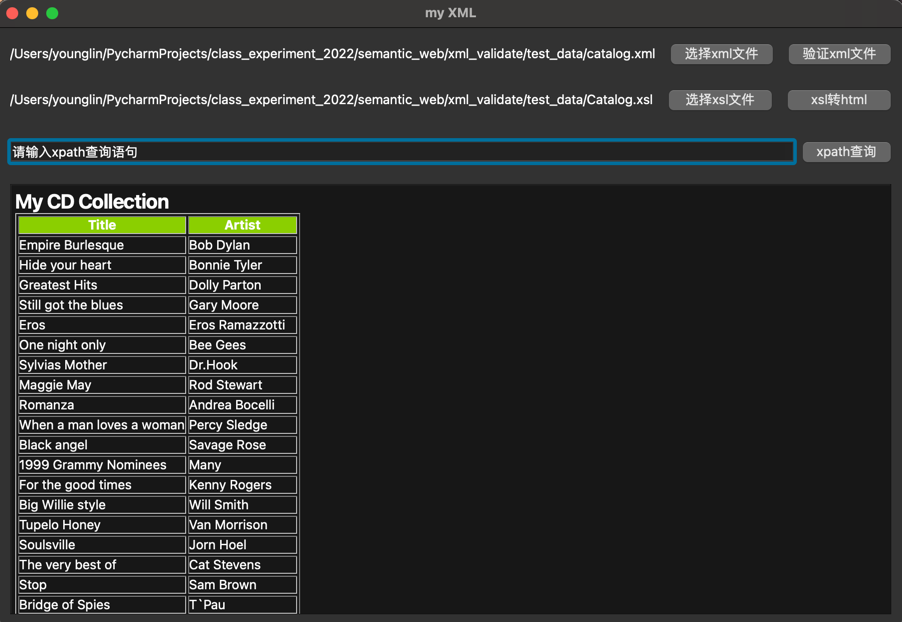 my XML
/Users/younglin/PycharmProjects/class_experiment_2022/semantic_web/xml_validate/test_data/catalog.xml 选择xml文件 验证xml文件
/Users/younglin/PycharmProjects/class_experiment_2022/semantic_web/xml_validate/test_data/Catalog.xsl 选择xsl文件 xsl转html
请输入xpath查询语句 xpath查询
My CD Collection
Title Artist
Empire Burlesque Bob Dylan
Hide your heart Bonnie Tyler
Greatest Hits Dolly Parton
Still got the blues Gary Moore
Eros Eros Ramazzotti
One night only Bee Gees
Sylvias Mother Dr.Hook
Maggie May Rod Stewart
Romanza Andrea Bocelli
When a man loves a woman Percy Sledge
Black angel Savage Rose
1999 Grammy Nominees Many
For the good times Kenny Rogers
Big Willie style Will Smith
Tupelo Honey Van Morrison
Soulsville Jorn Hoel
The very best of Cat Stevens
Stop Sam Brown
Bridge of Spies T`Pau